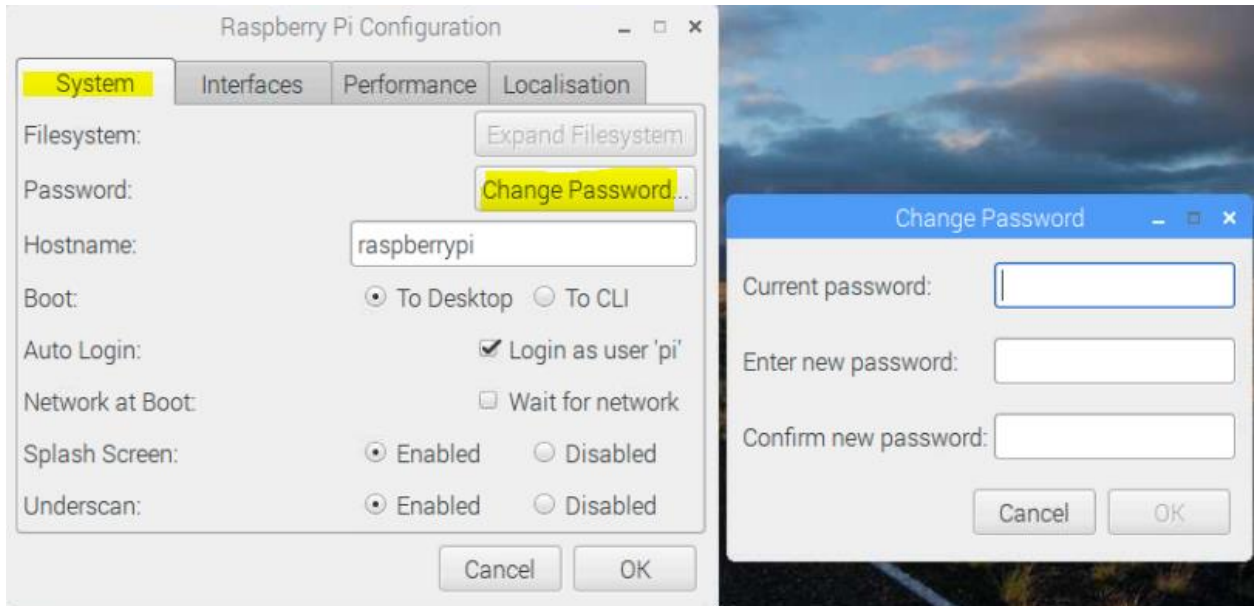 Raspberry Pi Configuration
System Interfaces Performance Localisation
Filesystem: Expand Filesystem
Password: Change Password...
Hostname: raspberrypi
Boot: To Desktop To CLI
Auto Login: Login as user 'pi'
Network at Boot: Wait for network
Splash Screen: Enabled Disabled
Underscan: Enabled Disabled
Cancel OK
Change Password
Current password:
Enter new password:
Confirm new password:
Cancel OK